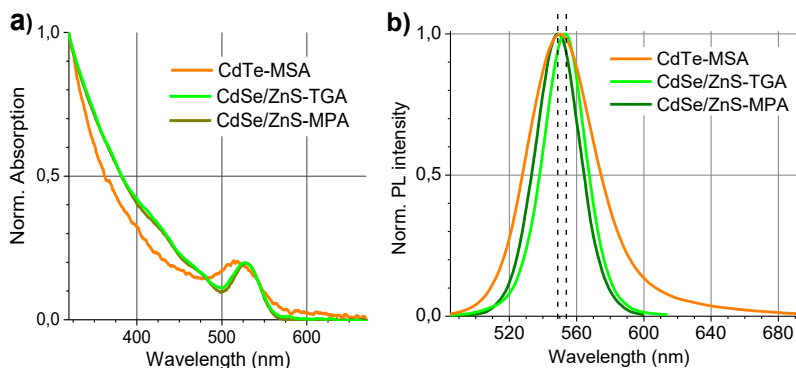 a)
Norm. Absorption
1,0
0,5
0,0
CdTe-MSA
CdSe/ZnS-TGA
CdSe/ZnS-MPA
400
500
600
Wavelength (nm)
b)
Norm. PL intensity
1,0
0,5
0,0
CdTe-MSA
CdSe/ZnS-TGA
CdSe/ZnS-MPA
520
560
600
640
680
Wavelength (nm)